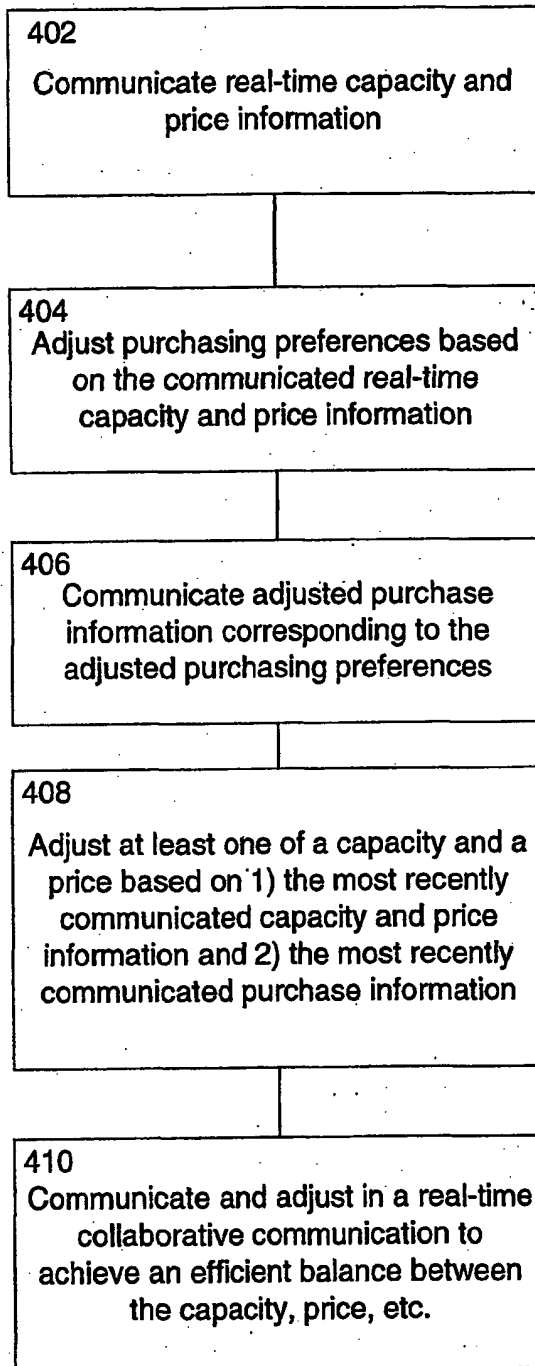 402
Communicate real-time capacity and
price information
404
Adjust purchasing preferences based
on the communicated real-time
capacity and price information
406
Communicate adjusted purchase
information corresponding to the
adjusted purchasing preferences
408
Adjust at least one of a capacity and a
price based on 1) the most recently
communicated capacity and price
information and 2) the most recently
communicated purchase information
410
Communicate and adjust in a real-time
collaborative communication to
achieve an efficient balance between
the capacity, price, etc.